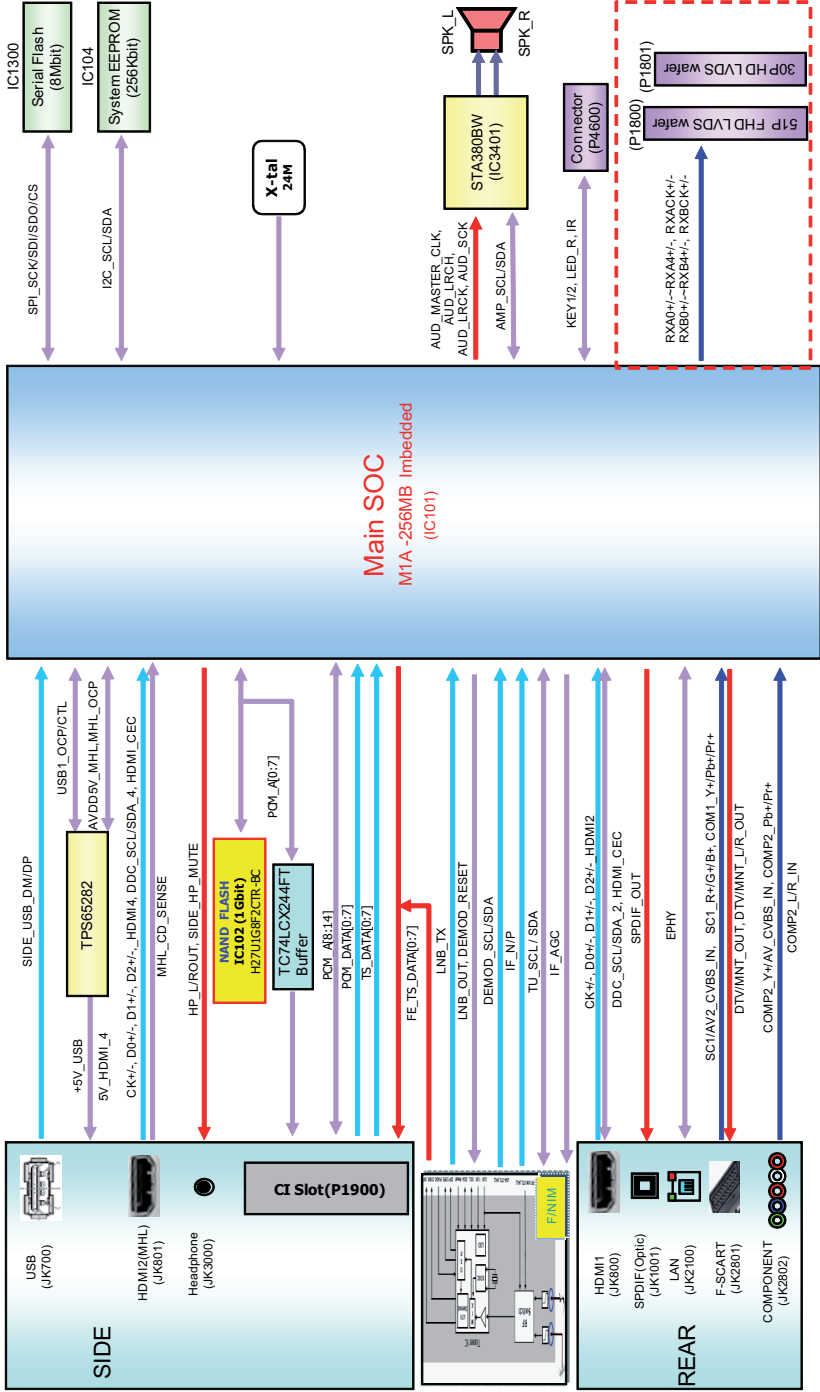 SIDE
USB
(JK700)
HDMI2(MHL)
(JK801)
Headphone
(JK3000)
CI Slot(P1900)
F/NIM
Tuner IC
RF
Switch
REAR
HDMI1
(JK800)
SPDIF(Optic)
(JK1001)
LAN
(JK2100)
F-SCART
(JK2801)
COMPONENT
(JK2802)
SIDE_USB_DM/DP
+5V_USB
5V_HDMI_4
TPS65282
USB1_OCP/CTL
AVDD5V_MHL,MHL_OCP
CK+/-, D0+/-, D1+/-, D2+/-_HDMI4, DDC_SCL/SDA_4, HDMI_CEC
MHL_CD_SENSE
HP_L/ROUT, SIDE_HP_MUTE
NAND FLASH
IC102 (1Gbit)
H27U1G8F2CTR-BC
TC74LCX244FT
Buffer
PCM_A[0:7]
PCM_A[8:14]
PCM_DATA[0:7]
TS_DATA[0:7]
FE_TS_DATA[0:7]
LNB_TX
LNB_OUT, DEMOD_RESET
DEMOD_SCL/SDA
IF_N/P
TU_SCL/ SDA
IF_AGC
CK+/-, D0+/-, D1+/-, D2+/-_HDMI2
DDC_SCL/SDA_2, HDMI_CEC
SPDIF_OUT
EPHY
SC1/AV2_CVBS_IN, SC1_R+/G+/B+, COM1_Y+/Pb+/Pr+
DTV/MNT_OUT, DTV/MNT_L/R_OUT
COMP2_Y+/AV_CVBS_IN, COMP2_Pb+/Pr+
COMP2_L/R_IN
Main SOC
M1A -256MB Imbedded
(IC101)
SPI_SCK/SDI/SDO/CS
IC1300
Serial Flash
(8Mbit)
I2C_SCL/SDA
IC104
System EEPROM
(256Kbit)
X-tal
24M
AUD_MASTER_CLK,
AUD_LRCH,
AUD_LRCK, AUD_SCK
AMP_SCL/SDA
STA380BW
(IC3401)
SPK_L
SPK_R
KEY1/2, LED_R, IR
Connector
(P4600)
RXA0+/-~RXA4+/-, RXACK+/-
RXB0+/-~RXB4+/-, RXBCK+/-
(P1800)
51P FHD LVDS wafer
(P1801)
30P HD LVDS wafer